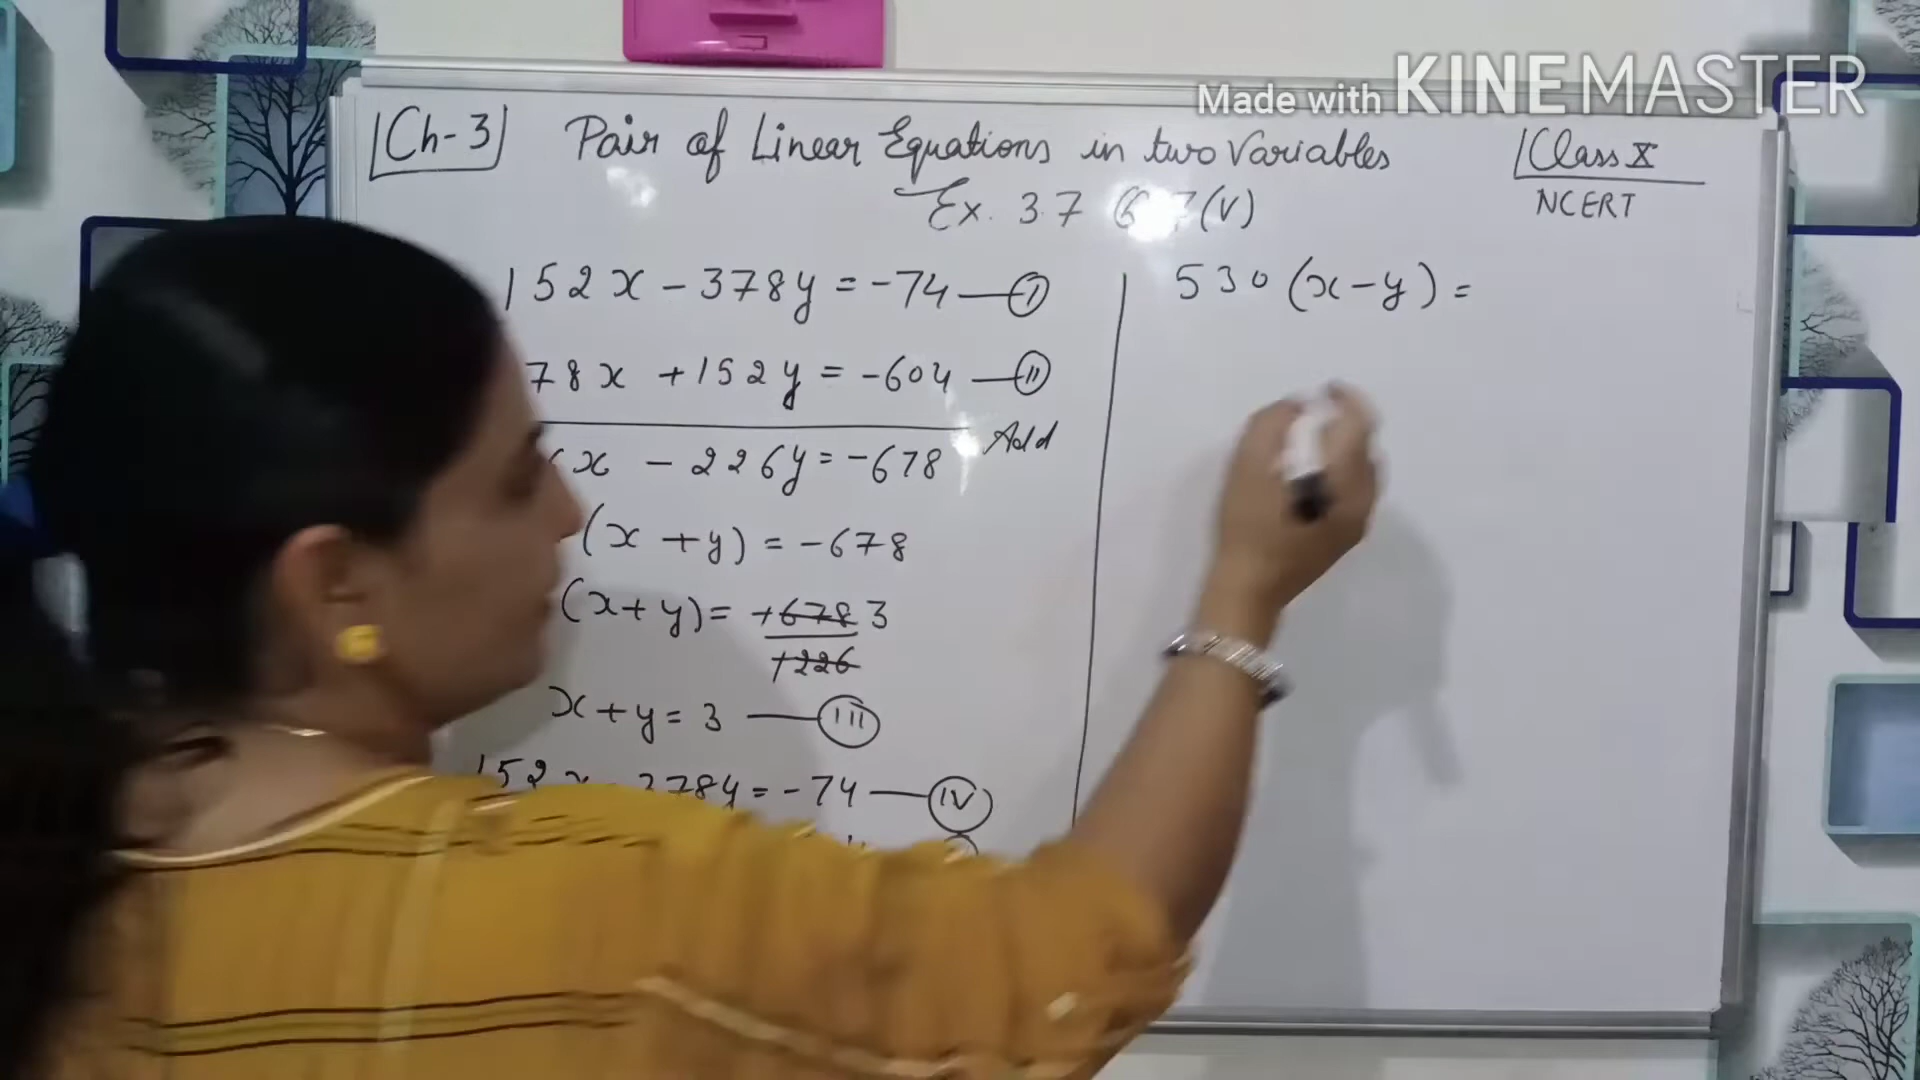 Made with KINEMASTER
Ch-3 Pair of Linear Equations in two Variables Class X
NCERT
Ex. 3.7 7(V)
152x - 378y = -74 — I
78x + 152y = -604 — II
Add
x - 226y = -678
(x + y) = -678
(x + y) = +678 3
+226
x + y = 3 — III
152x - 378y = -74 — IV
530 (x - y) =